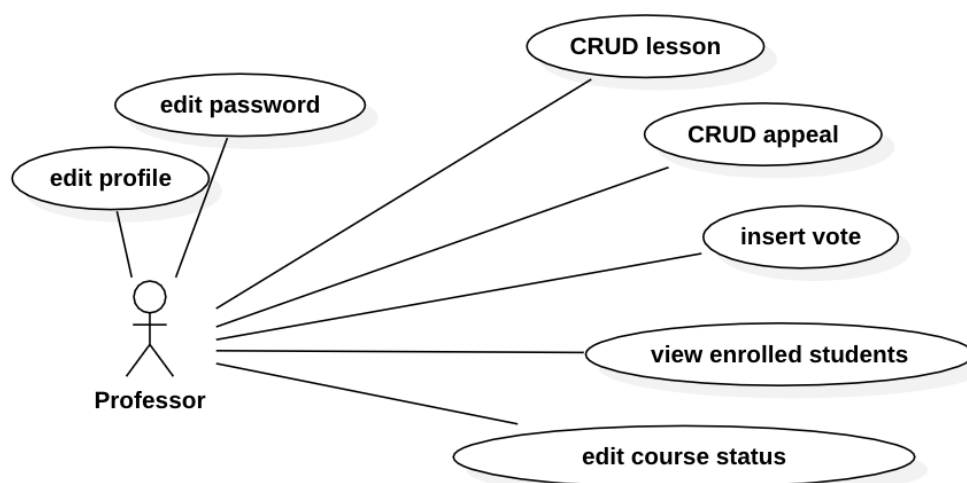 CRUD lesson
edit password
CRUD appeal
edit profile
insert vote
view enrolled students
Professor
edit course status